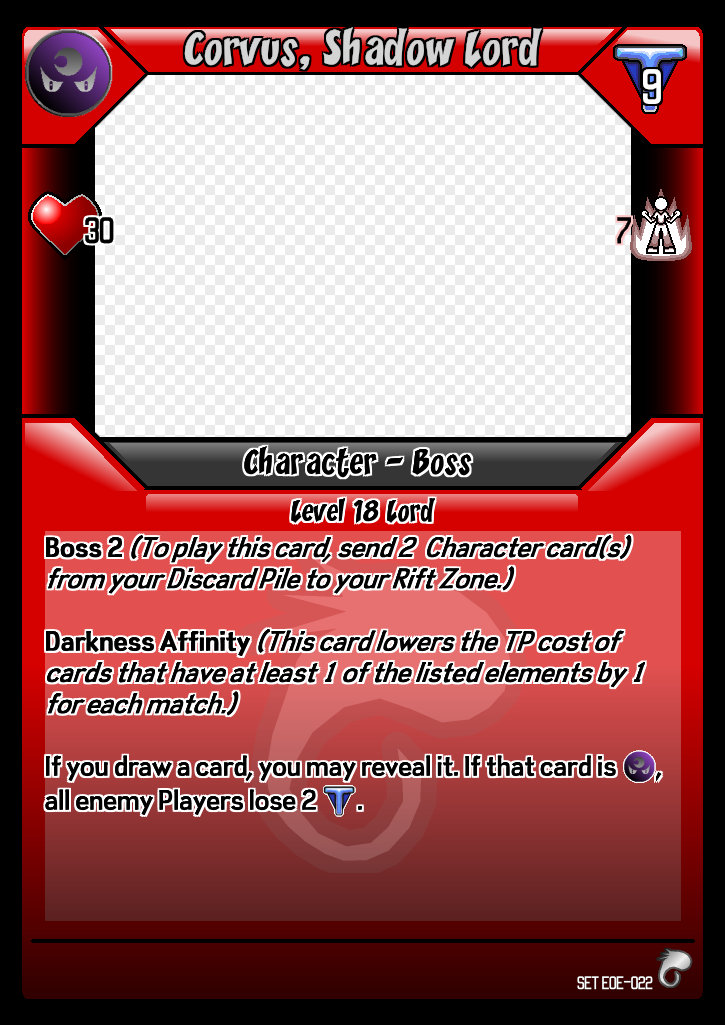 Corvus, Shadow Lord
9
30
7
Character - Boss
Level 18 Lord
Boss 2 (To play this card, send 2 Character card(s)
from your Discard Pile to your Rift Zone.)
Darkness Affinity (This card lowers the TP cost of
cards that have at least 1 of the listed elements by 1
for each match.)
If you draw a card, you may reveal it. If that card is ,
all enemy Players lose 2 T.
SET EOE-022